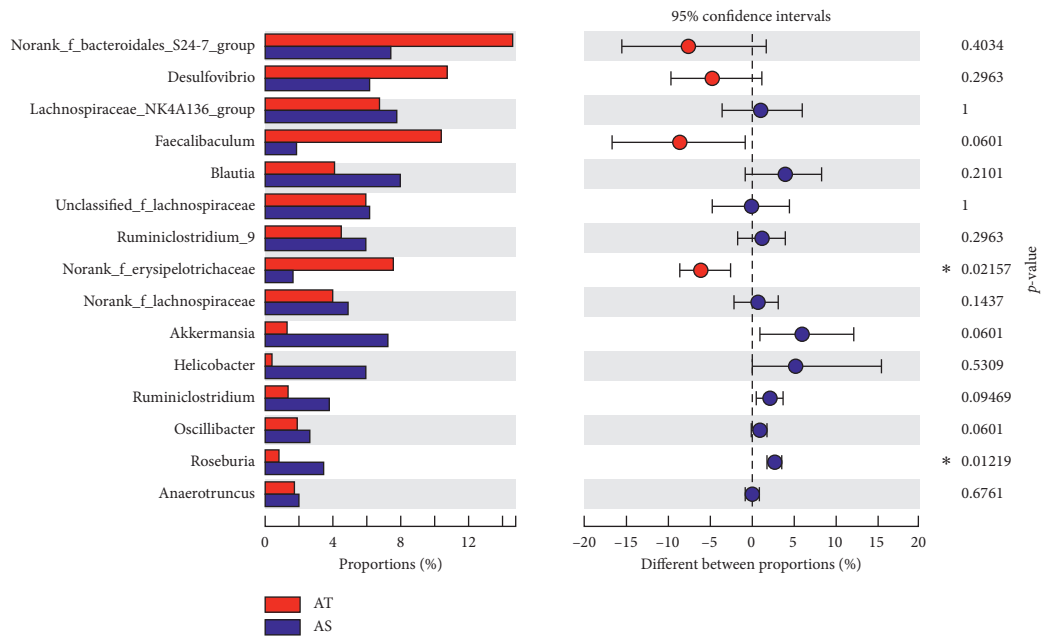 95% confidence intervals
Norank_f_bacteroidales_S24-7_group 0.4034
Desulfovibrio 0.2963
Lachnospiraceae_NK4A136_group 1
Faecalibaculum 0.0601
Blautia 0.2101
Unclassified_f_lachnospiraceae 1
Ruminiclostridium_9 0.2963
Norank_f_erysipelotrichaceae * 0.02157
Norank_f_lachnospiraceae 0.1437
Akkermansia 0.0601
Helicobacter 0.5309
Ruminiclostridium 0.09469
Oscillibacter 0.0601
Roseburia * 0.01219
Anaerotruncus 0.6761
p-value
0 4 8 12 −20 −15 −10 −5 0 5 10 15 20
Proportions (%) Different between proportions (%)
AT
AS